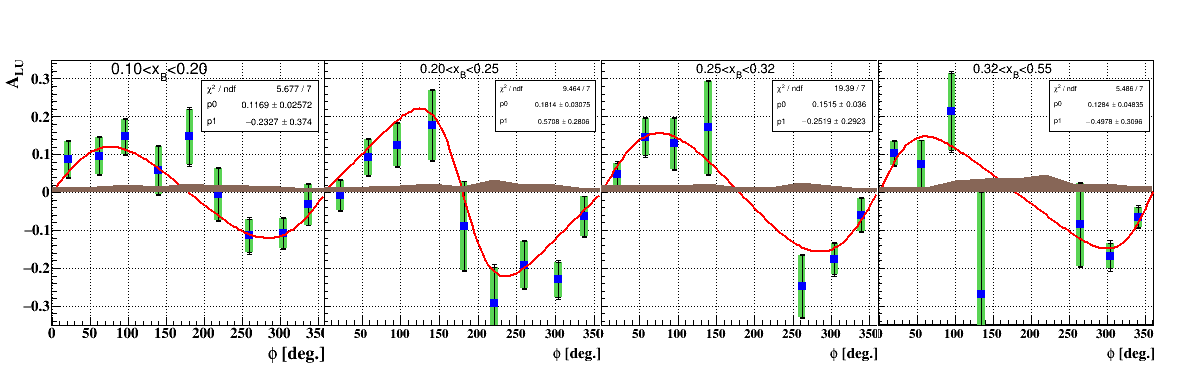 A_LU
0.10<x_B<0.20
χ² / ndf 5.677 / 7
p0 0.1169 ± 0.02572
p1 −0.2327 ± 0.374
0.20<x_B<0.25
χ² / ndf 9.464 / 7
p0 0.1814 ± 0.03075
p1 0.5708 ± 0.2806
0.25<x_B<0.32
χ² / ndf 19.39 / 7
p0 0.1515 ± 0.036
p1 −0.2519 ± 0.2923
0.32<x_B<0.55
χ² / ndf 5.486 / 7
p0 0.1284 ± 0.04835
p1 −0.4978 ± 0.3096
0.3
0.2
0.1
0
−0.1
−0.2
−0.3
0 50 100 150 200 250 300 350
50 100 150 200 250 300 350
50 100 150 200 250 300 350
50 100 150 200 250 300 350
ϕ [deg.]
ϕ [deg.]
ϕ [deg.]
ϕ [deg.]